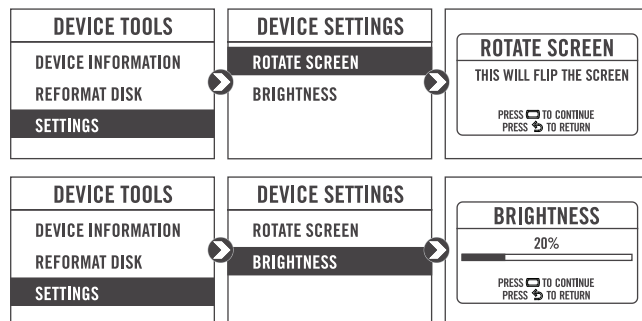 DEVICE TOOLS
DEVICE INFORMATION
REFORMAT DISK
SETTINGS
DEVICE SETTINGS
ROTATE SCREEN
BRIGHTNESS
ROTATE SCREEN
THIS WILL FLIP THE SCREEN
PRESS TO CONTINUE
PRESS TO RETURN
DEVICE TOOLS
DEVICE INFORMATION
REFORMAT DISK
SETTINGS
DEVICE SETTINGS
ROTATE SCREEN
BRIGHTNESS
BRIGHTNESS
20%
PRESS TO CONTINUE
PRESS TO RETURN